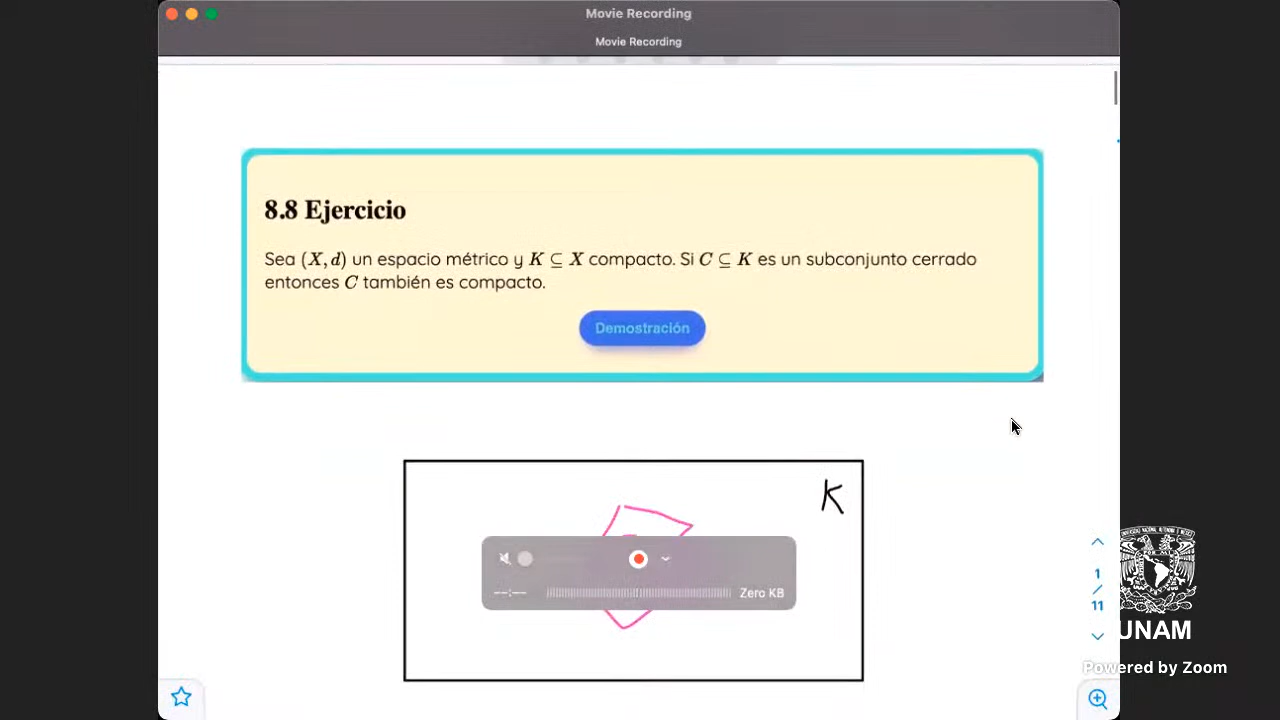 Movie Recording
Movie Recording
8.8 Ejercicio
Sea (X, d) un espacio métrico y K ⊆ X compacto. Si C ⊆ K es un subconjunto cerrado
entonces C también es compacto.
Demostración
K
--:--
Zero KB
1
/
11
UNAM
Powered by Zoom